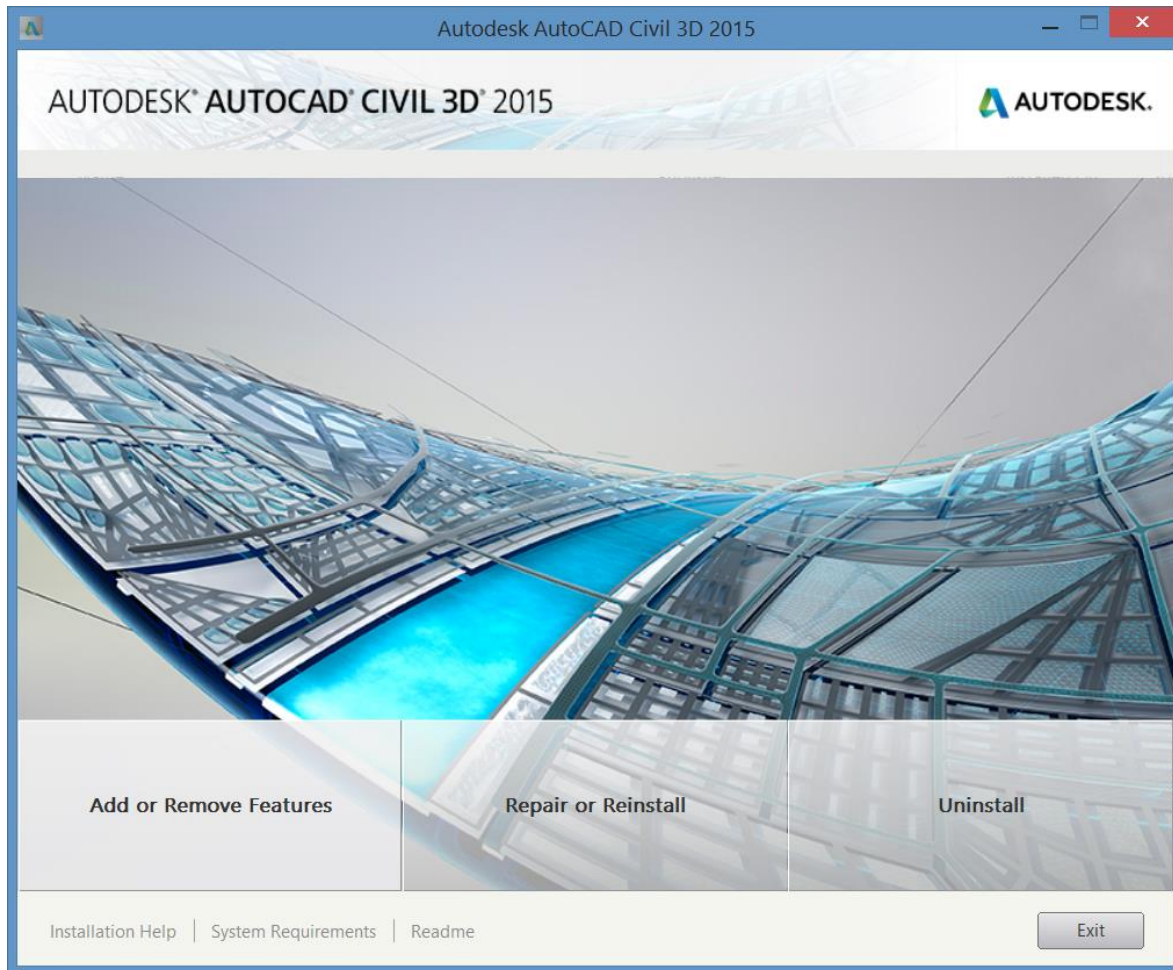 Autodesk AutoCAD Civil 3D 2015
AUTODESK® AUTOCAD® CIVIL 3D® 2015
AUTODESK.
Add or Remove Features
Repair or Reinstall
Uninstall
Installation Help
System Requirements
Readme
Exit